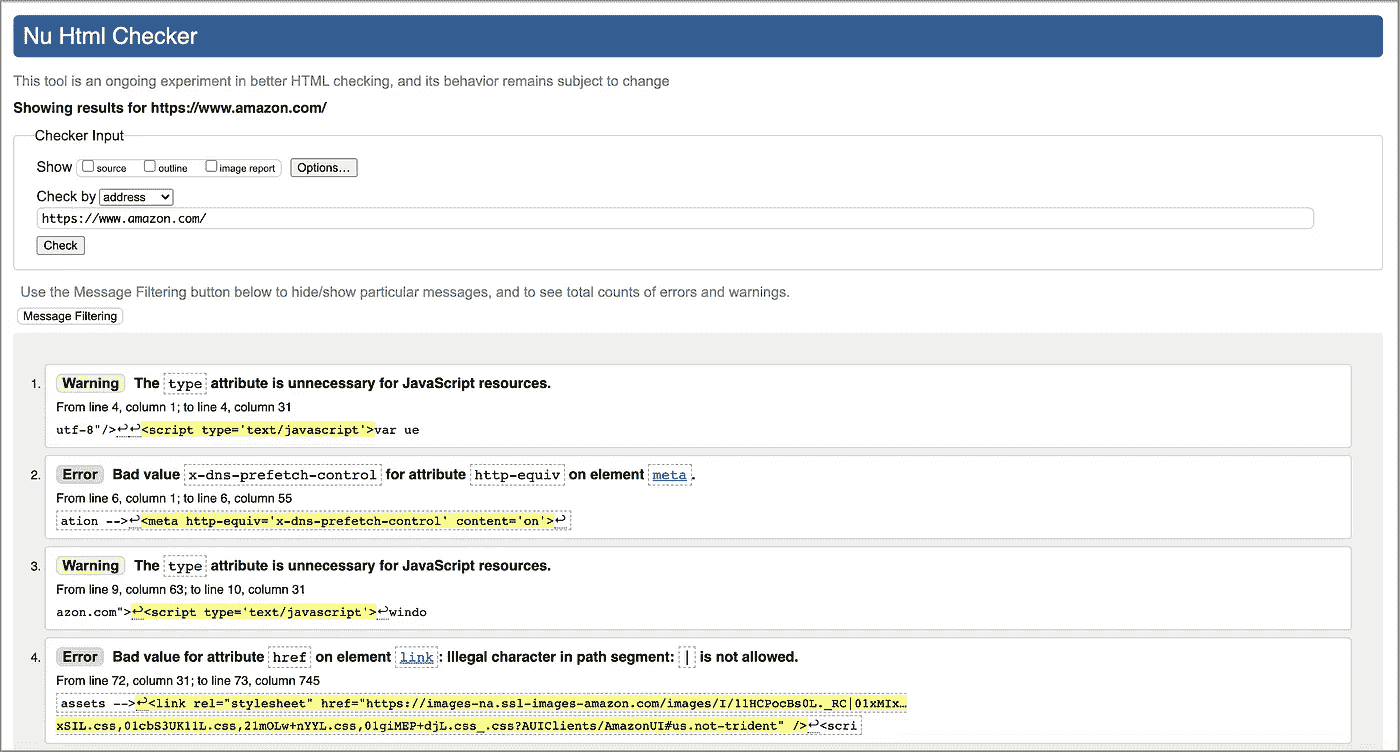 Nu Html Checker
This tool is an ongoing experiment in better HTML checking, and its behavior remains subject to change
Showing results for https://www.amazon.com/
Checker Input
Show source outline image report Options...
Check by address
https://www.amazon.com/
Check
Use the Message Filtering button below to hide/show particular messages, and to see total counts of errors and warnings.
Message Filtering
1. Warning The type attribute is unnecessary for JavaScript resources.
From line 4, column 1; to line 4, column 31
utf-8"/>↩↩<script type='text/javascript'>var ue
2. Error Bad value x-dns-prefetch-control for attribute http-equiv on element meta.
From line 6, column 1; to line 6, column 55
ation -->↩<meta http-equiv='x-dns-prefetch-control' content='on'>↩
3. Warning The type attribute is unnecessary for JavaScript resources.
From line 9, column 63; to line 10, column 31
azon.com">↩<script type='text/javascript'>↩windo
4. Error Bad value for attribute href on element link: Illegal character in path segment: | is not allowed.
From line 72, column 31; to line 73, column 745
assets -->↩<link rel="stylesheet" href="https://images-na.ssl-images-amazon.com/images/I/11HCPocBs0L._RC|01xMIx…
xSIL.css,01cbS3UK11L.css,21mOLw+nYYL.css,01giMEP+djL.css_.css?AUIClients/AmazonUI#us.not-trident" />↩<scri